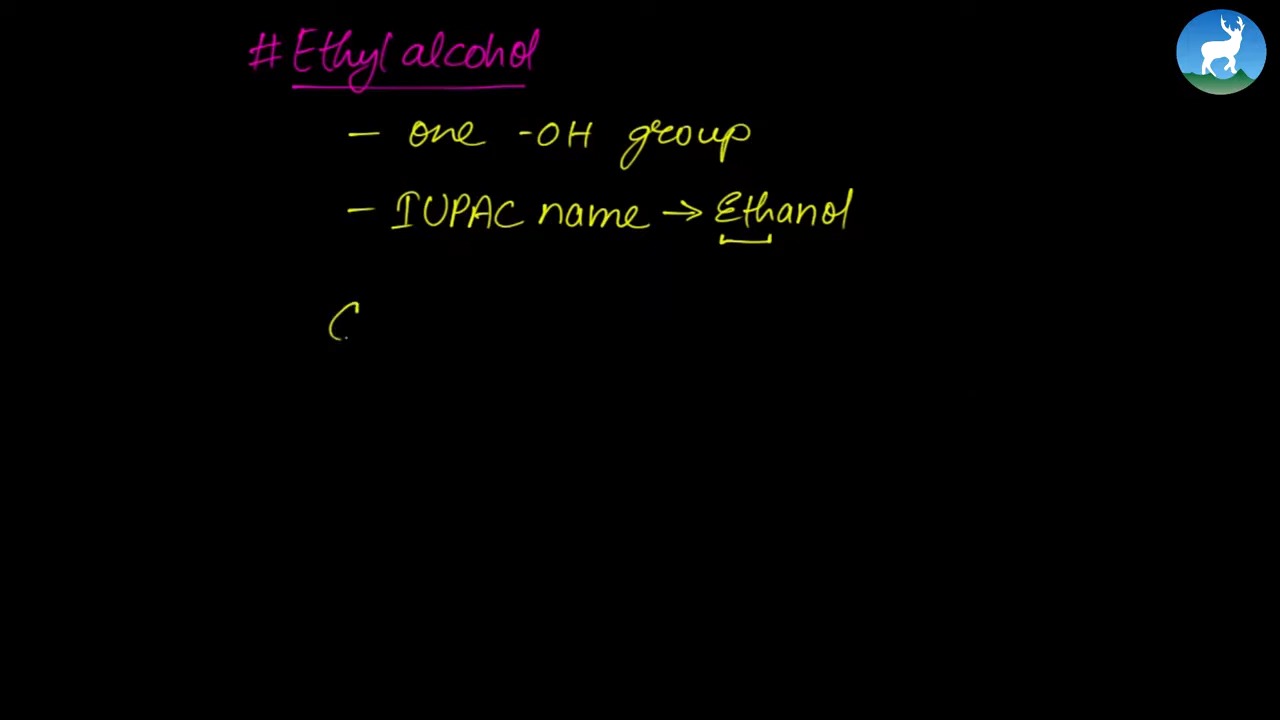 # Ethyl alcohol
- one -OH group
- IUPAC name → Ethanol
C